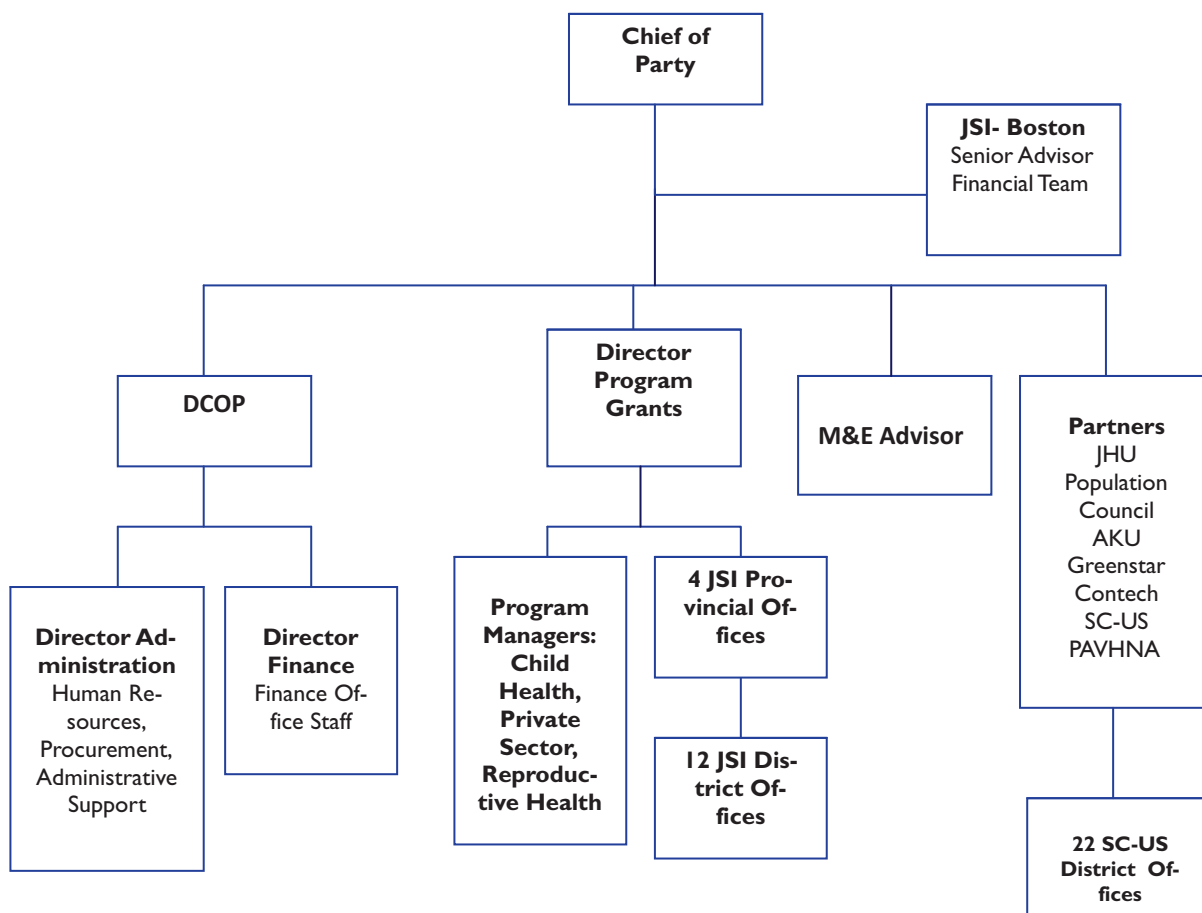 Chief of
Party
JSI- Boston
Senior Advisor
Financial Team
DCOP
Director
Program
Grants
M&E Advisor
Partners
JHU
Population
Council
AKU
Greenstar
Contech
SC-US
PAVHNA
Director Ad-
ministration
Human Re-
sources,
Procurement,
Administrative
Support
Director
Finance
Finance Of-
fice Staff
Program
Managers:
Child
Health,
Private
Sector,
Reproduc-
tive Health
4 JSI Pro-
vincial Of-
fices
12 JSI Dis-
trict Of-
fices
22 SC-US
District Of-
fices